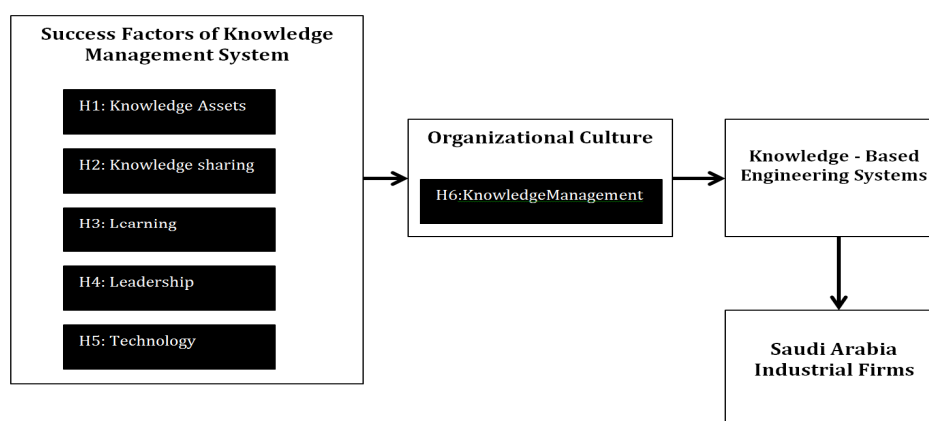 Success Factors of Knowledge
Management System
H1: Knowledge Assets
H2: Knowledge sharing
H3: Learning
H4: Leadership
H5: Technology
Organizational Culture
H6:KnowledgeManagement
Knowledge - Based
Engineering Systems
Saudi Arabia
Industrial Firms